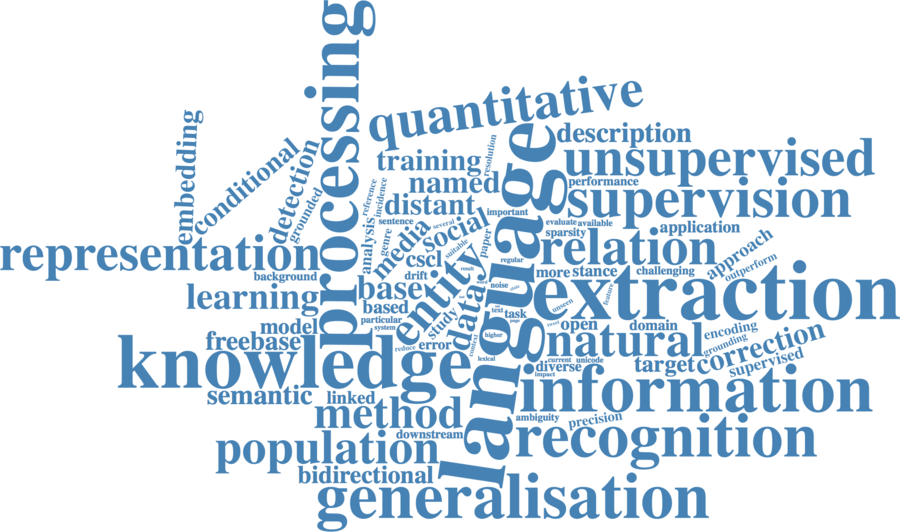 processing
quantitative
language
description
unsupervised
embedding
conditional
detection
grounded
training
resolution
named
performance
supervision
distant
reference
incidence
important
sentence
several
evaluate
available
application
sparsity
representation
analysis
genre
media
social
suitable
paper
relation
approach
outperform
background
cscl
regular
drift
result
more
stance
challenging
learning
base
entity
data
noise
extraction
feature
unseen
based
text
task
particular
system
study
model
open
domain
encoding
freebase
reduce
error
context
higher
natural
grounding
correction
knowledge
lexical
current
unicode
diverse
impact
target
supervised
semantic
linked
information
method
ambiguity
precision
population
downstream
recognition
bidirectional
generalisation